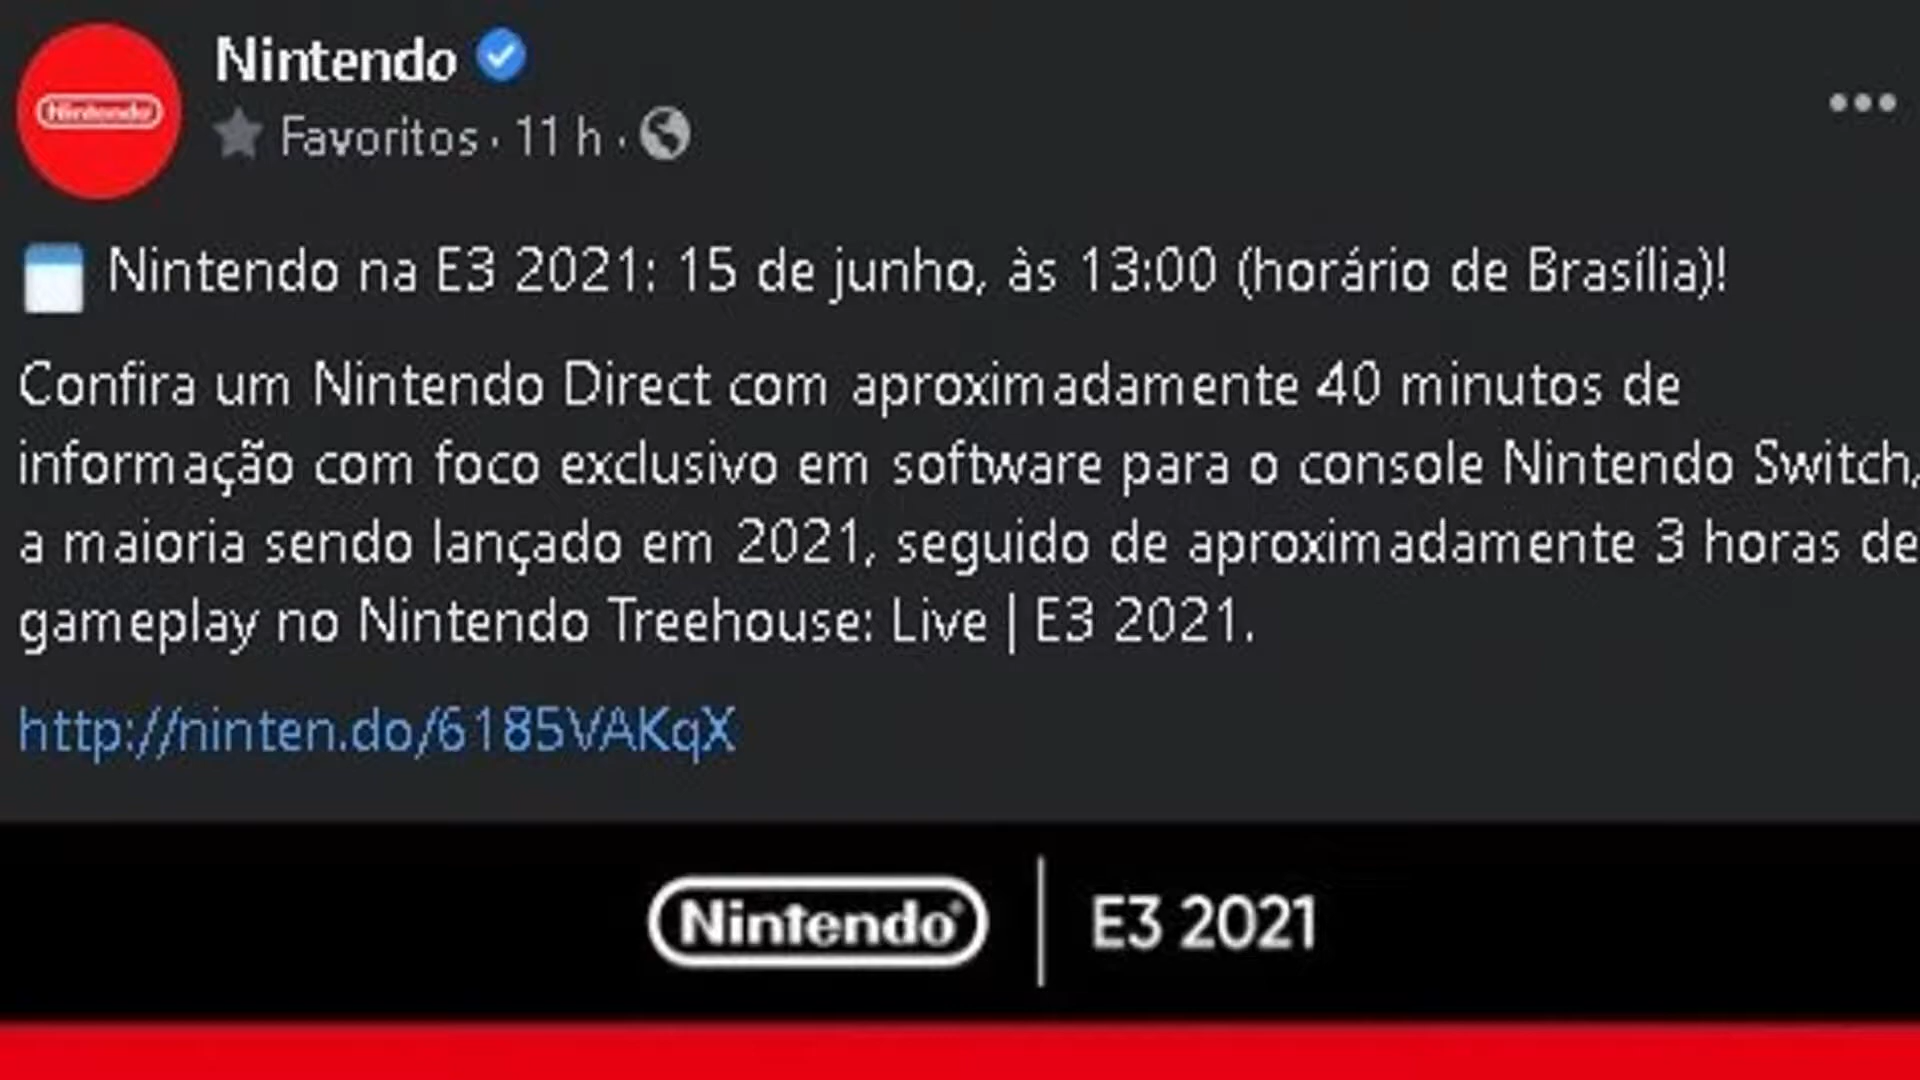 Nintendo
Nintendo
Favoritos · 11 h ·
Nintendo na E3 2021: 15 de junho, às 13:00 (horário de Brasília)!
Confira um Nintendo Direct com aproximadamente 40 minutos de
informação com foco exclusivo em software para o console Nintendo Switch,
a maioria sendo lançado em 2021, seguido de aproximadamente 3 horas de
gameplay no Nintendo Treehouse: Live | E3 2021.
http://ninten.do/6185VAKqX
Nintendo® | E3 2021